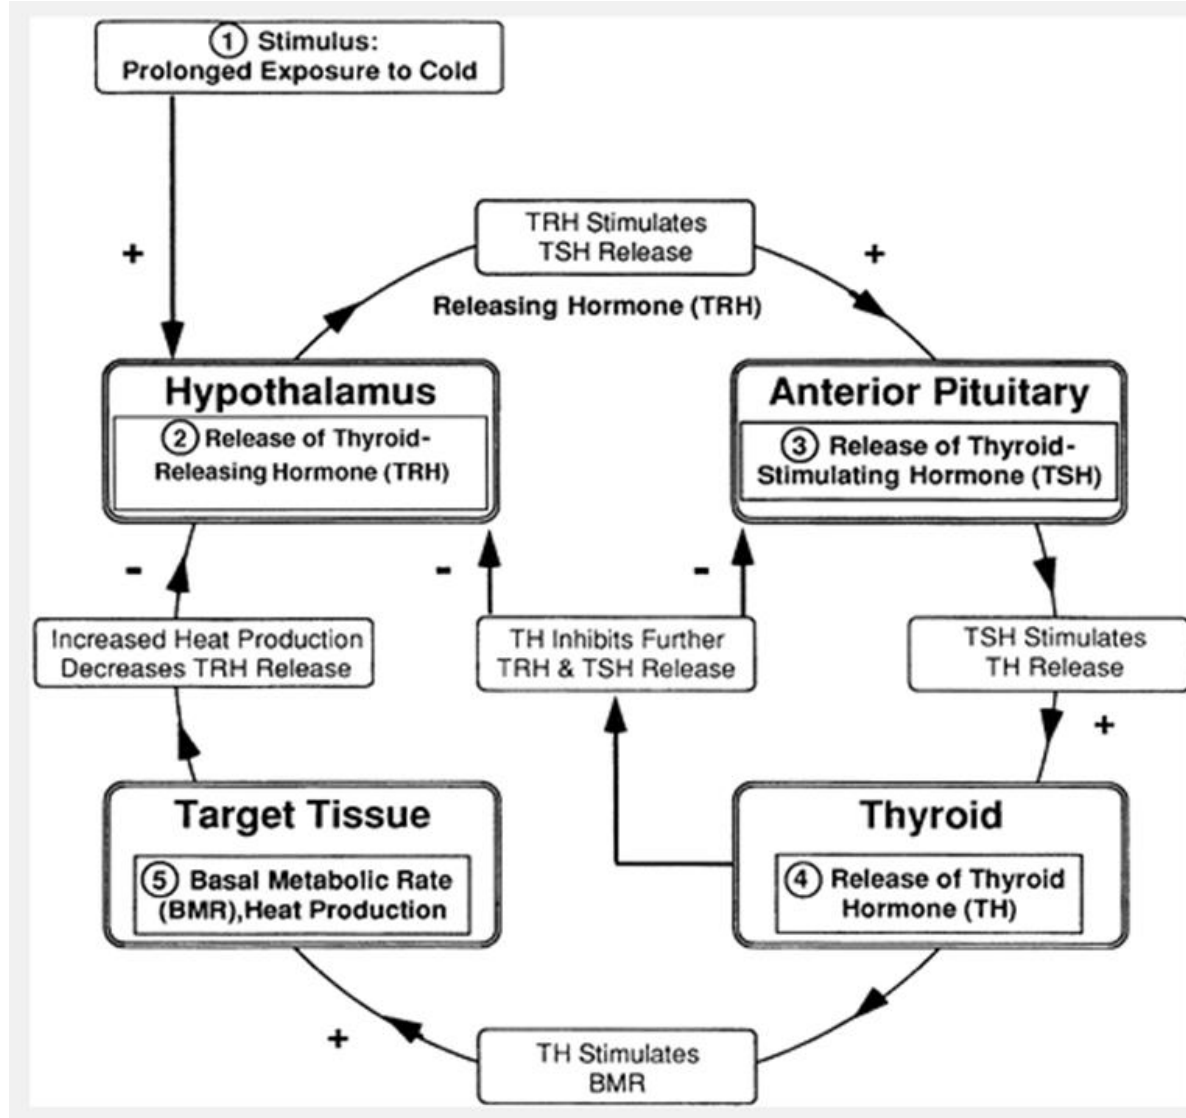 ① Stimulus:
Prolonged Exposure to Cold
+
TRH Stimulates
TSH Release
+
Releasing Hormone (TRH)
Hypothalamus
② Release of Thyroid-
Releasing Hormone (TRH)
Anterior Pituitary
③ Release of Thyroid-
Stimulating Hormone (TSH)
-
-
-
Increased Heat Production
Decreases TRH Release
TH Inhibits Further
TRH & TSH Release
TSH Stimulates
TH Release
+
Target Tissue
⑤ Basal Metabolic Rate
(BMR),Heat Production
Thyroid
④ Release of Thyroid
Hormone (TH)
+
TH Stimulates
BMR